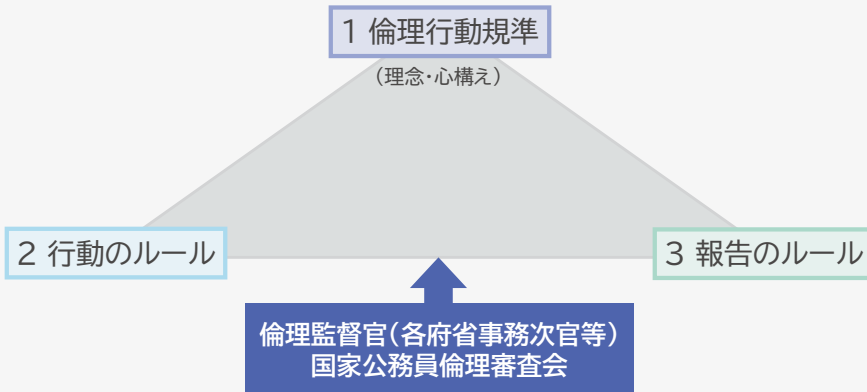 1 倫理行動規準
（理念・心構え）
2 行動のルール
3 報告のルール
倫理監督官（各府省事務次官等）
国家公務員倫理審査会